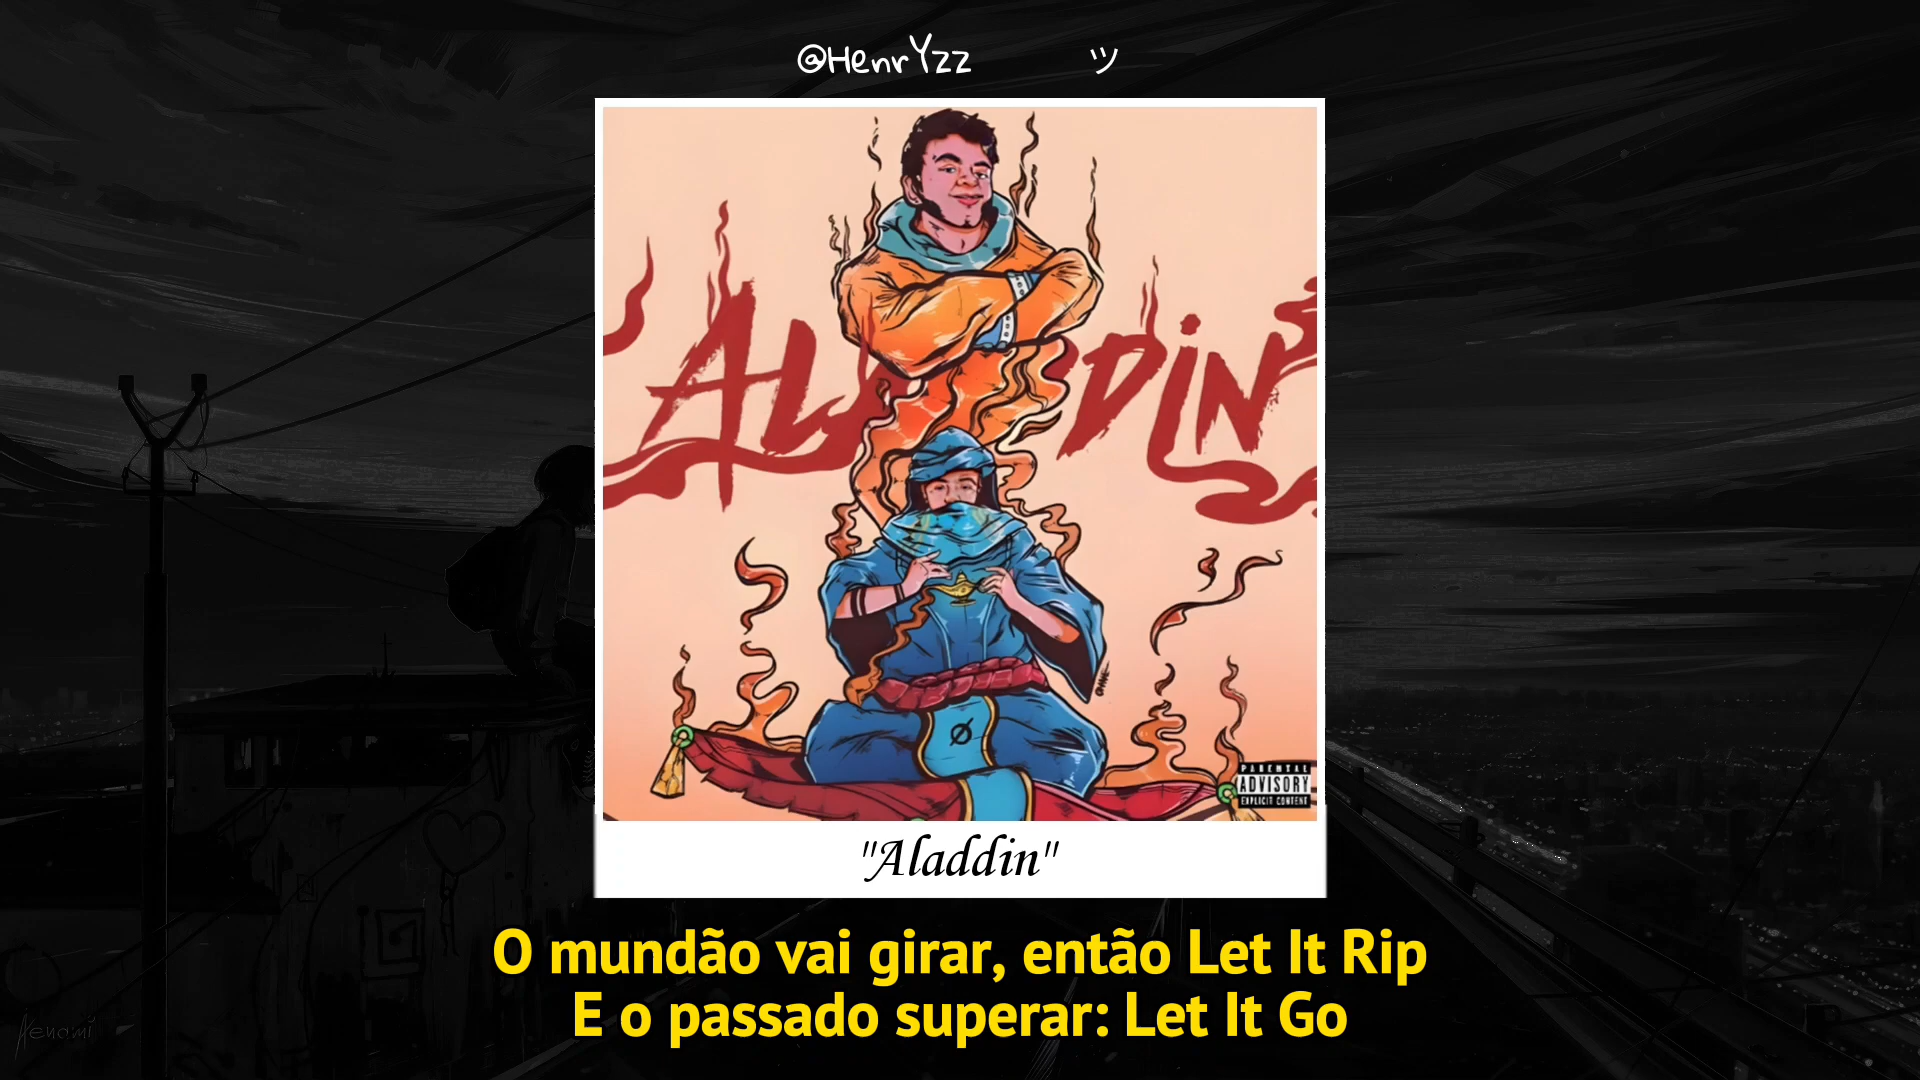 @HenrYzz ツ
ALADDiN
PARENTAL
ADVISORY
EXPLICIT CONTENT
"Aladdin"
O mundão vai girar, então Let It Rip
E o passado superar: Let It Go